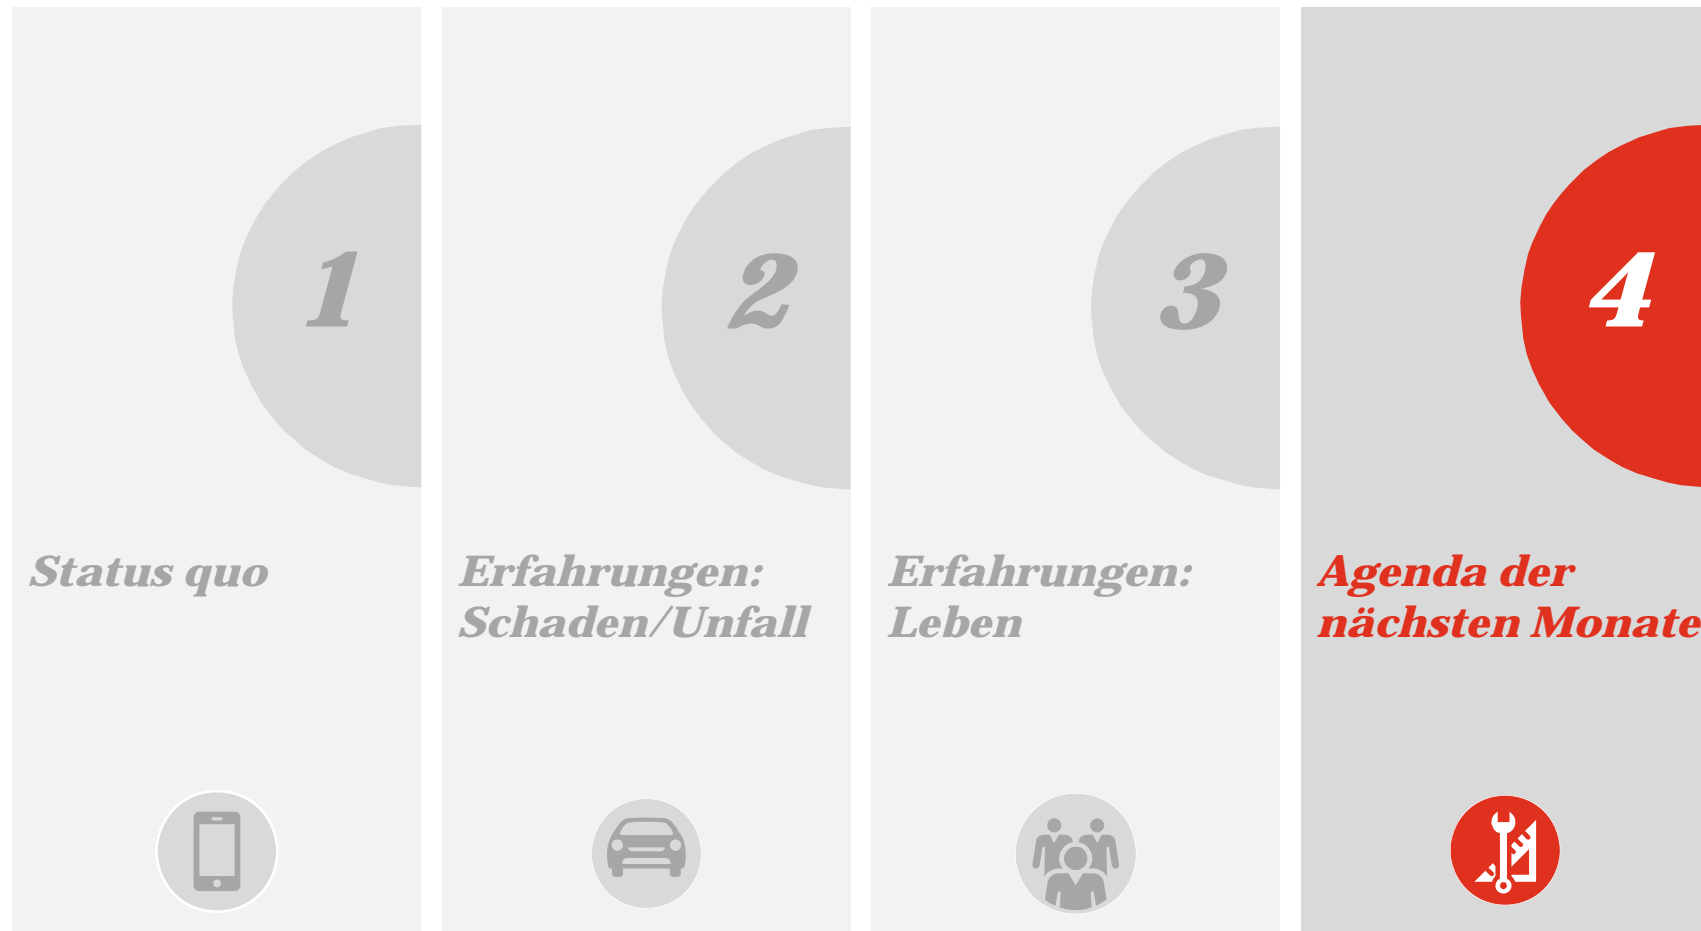 1
Status quo
2
Erfahrungen:
Schaden/Unfall
3
Erfahrungen:
Leben
4
Agenda der
nächsten Monate